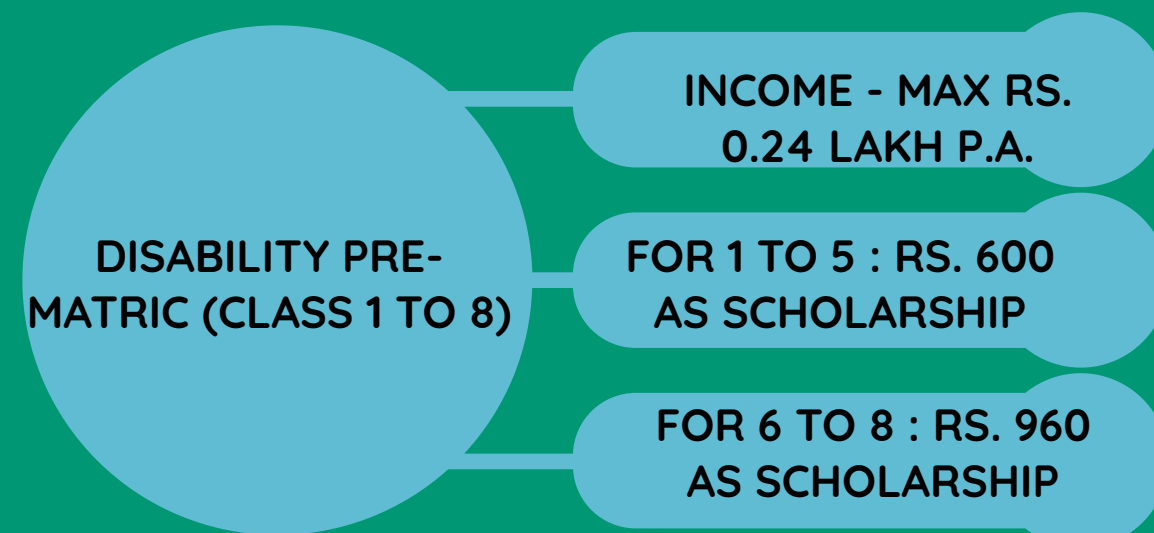 DISABILITY PRE-
MATRIC (CLASS 1 TO 8)
INCOME - MAX RS.
0.24 LAKH P.A.
FOR 1 TO 5 : RS. 600
AS SCHOLARSHIP
FOR 6 TO 8 : RS. 960
AS SCHOLARSHIP